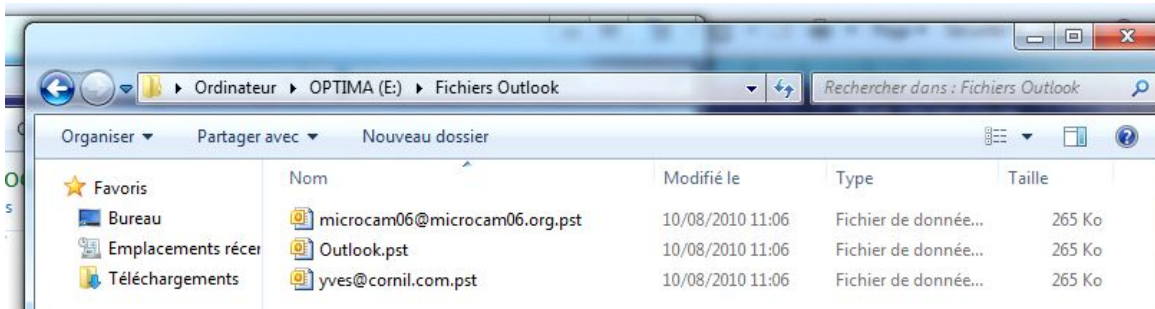 Ordinateur ▸ OPTIMA (E:) ▸ Fichiers Outlook
Rechercher dans : Fichiers Outlook
Organiser Partager avec Nouveau dossier
Favoris
Bureau
Emplacements récer
Téléchargements
Nom Modifié le Type Taille
microcam06@microcam06.org.pst 10/08/2010 11:06 Fichier de donnée... 265 Ko
Outlook.pst 10/08/2010 11:06 Fichier de donnée... 265 Ko
yves@cornil.com.pst 10/08/2010 11:06 Fichier de donnée... 265 Ko